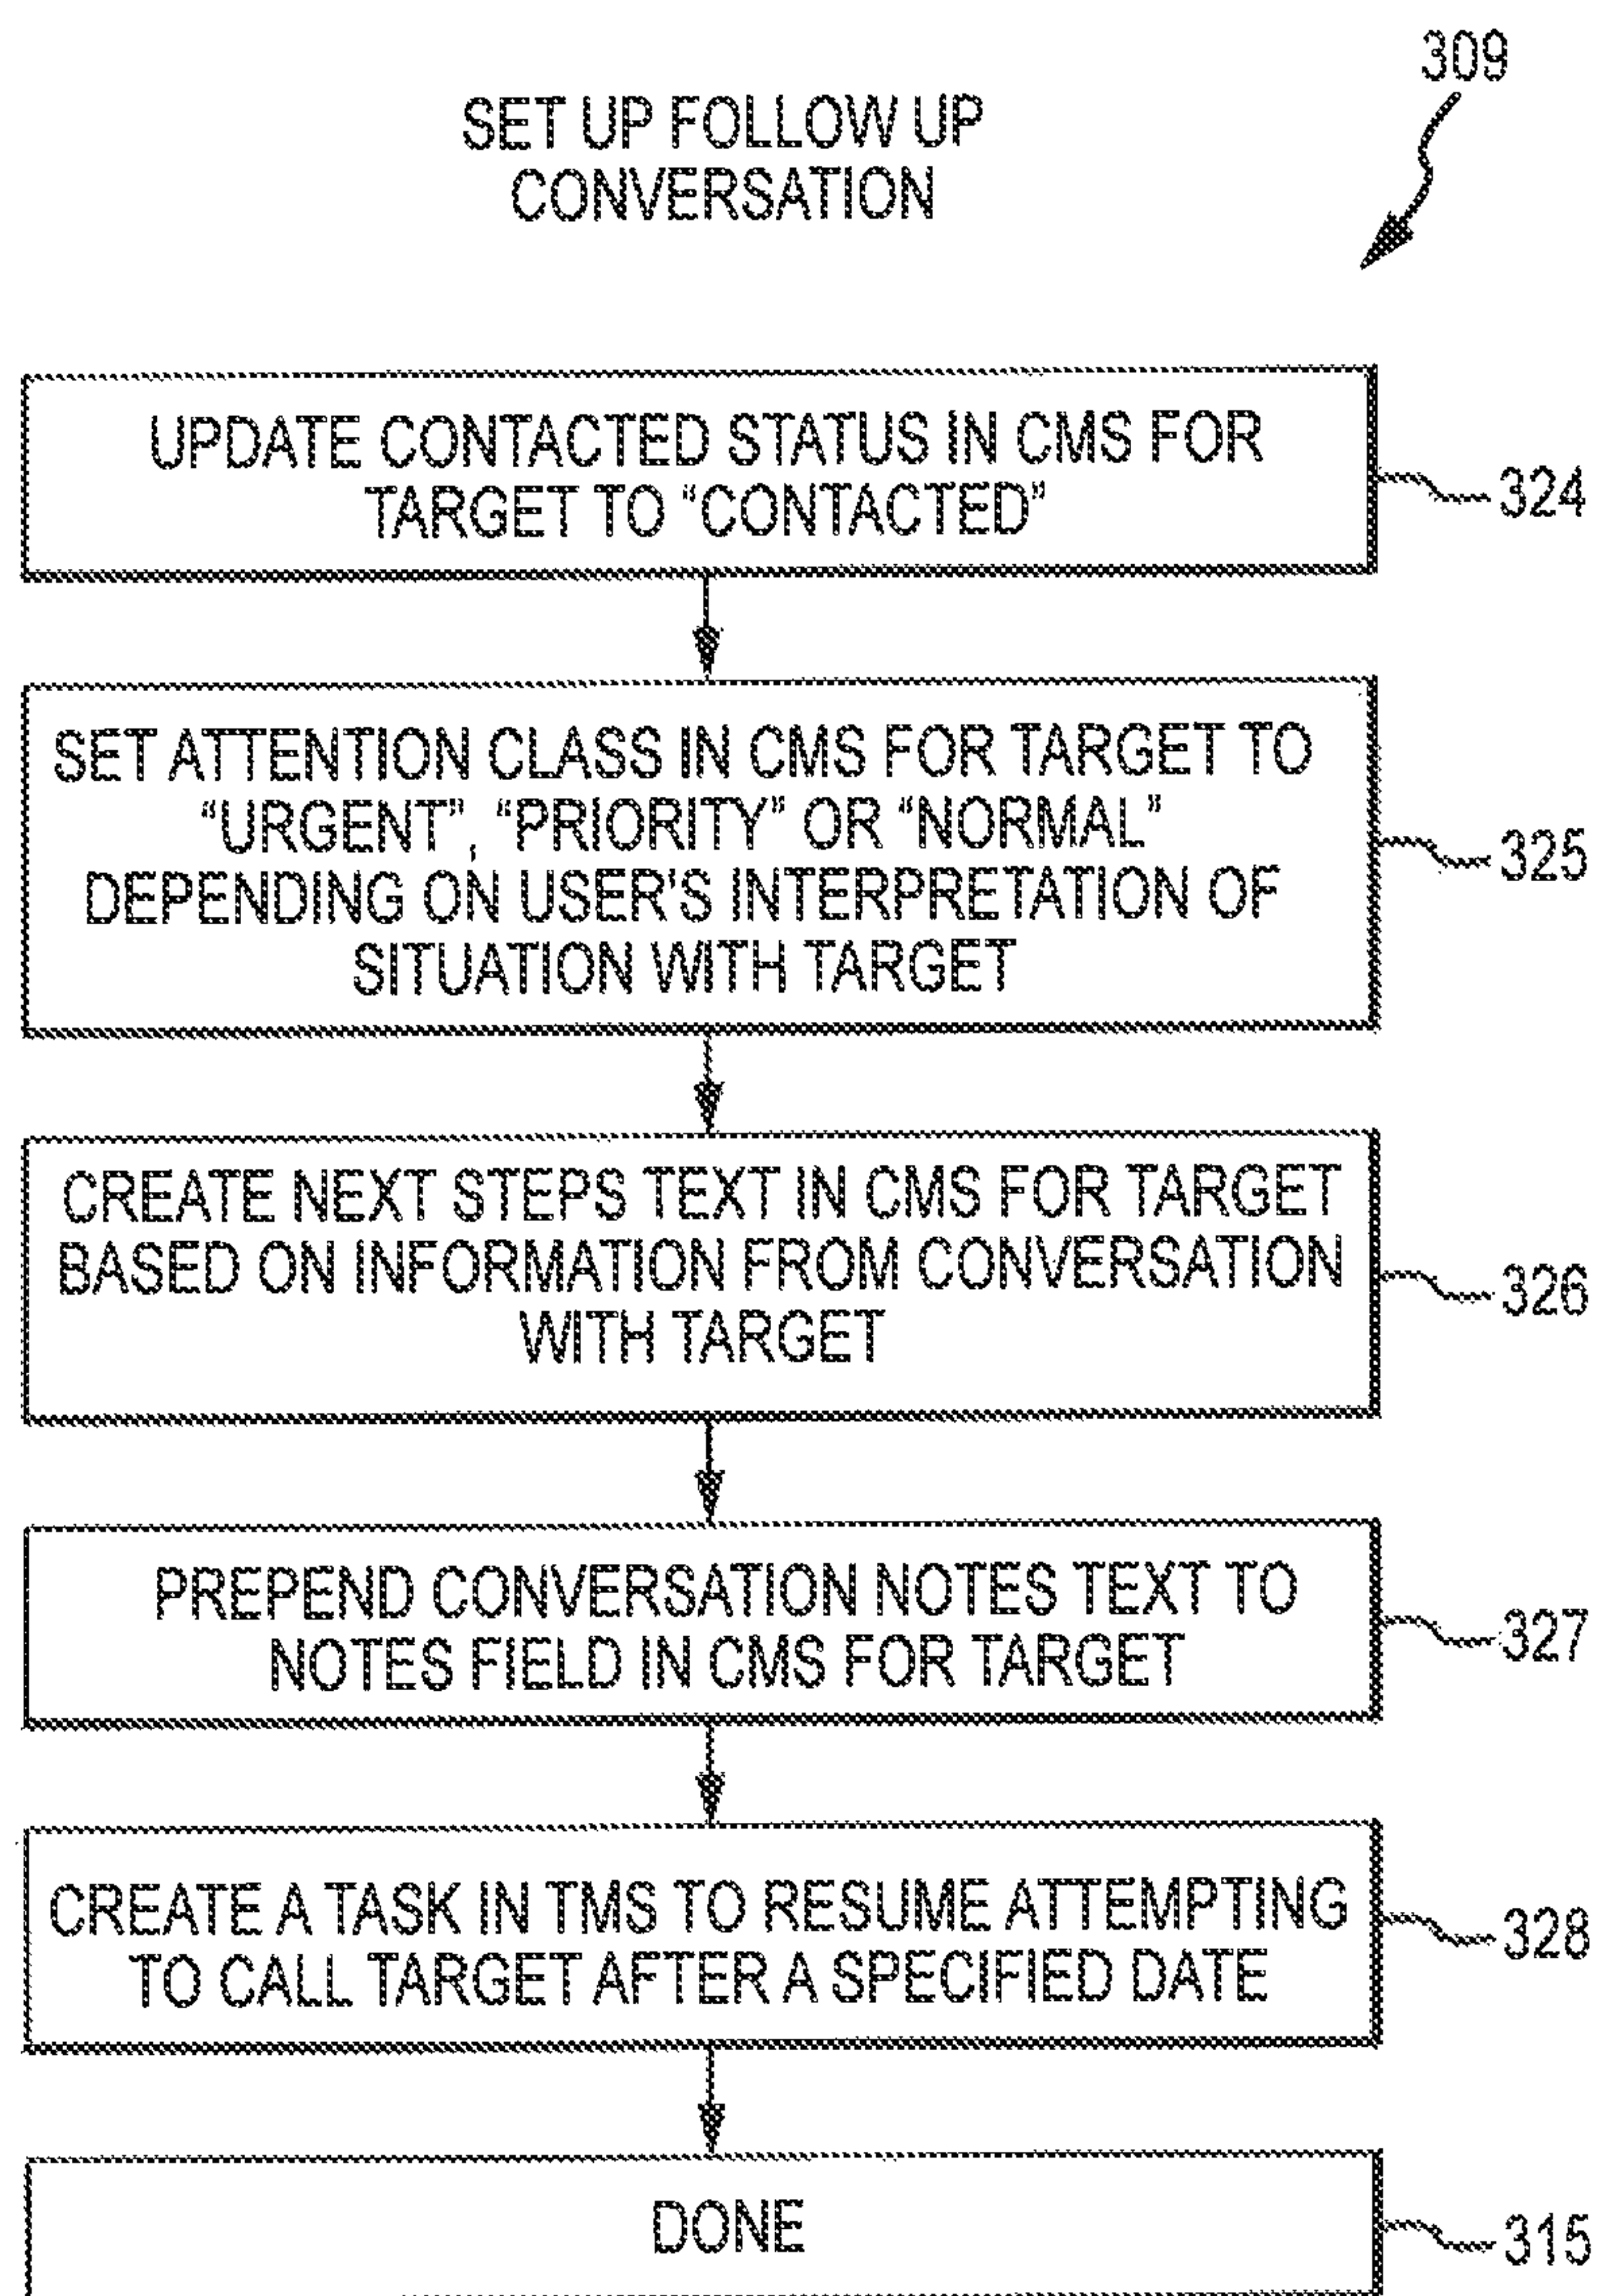 309
SET UP FOLLOW UP
CONVERSATION
UPDATE CONTACTED STATUS IN CMS FOR
TARGET TO “CONTACTED”
324
SET ATTENTION CLASS IN CMS FOR TARGET TO
“URGENT”, “PRIORITY” OR “NORMAL”
DEPENDING ON USER'S INTERPRETATION OF
SITUATION WITH TARGET
325
CREATE NEXT STEPS TEXT IN CMS FOR TARGET
BASED ON INFORMATION FROM CONVERSATION
WITH TARGET
326
PREPEND CONVERSATION NOTES TEXT TO
NOTES FIELD IN CMS FOR TARGET
327
CREATE A TASK IN TMS TO RESUME ATTEMPTING
TO CALL TARGET AFTER A SPECIFIED DATE
328
DONE
315